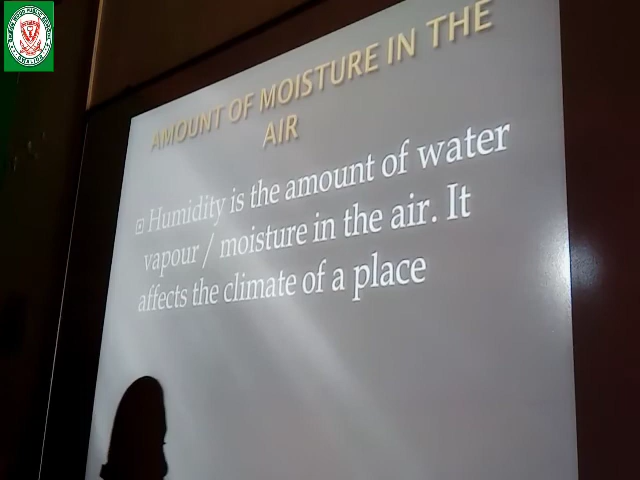 AMOUNT OF MOISTURE IN THE
AIR
Humidity is the amount of water
vapour / moisture in the air. It
affects the climate of a place